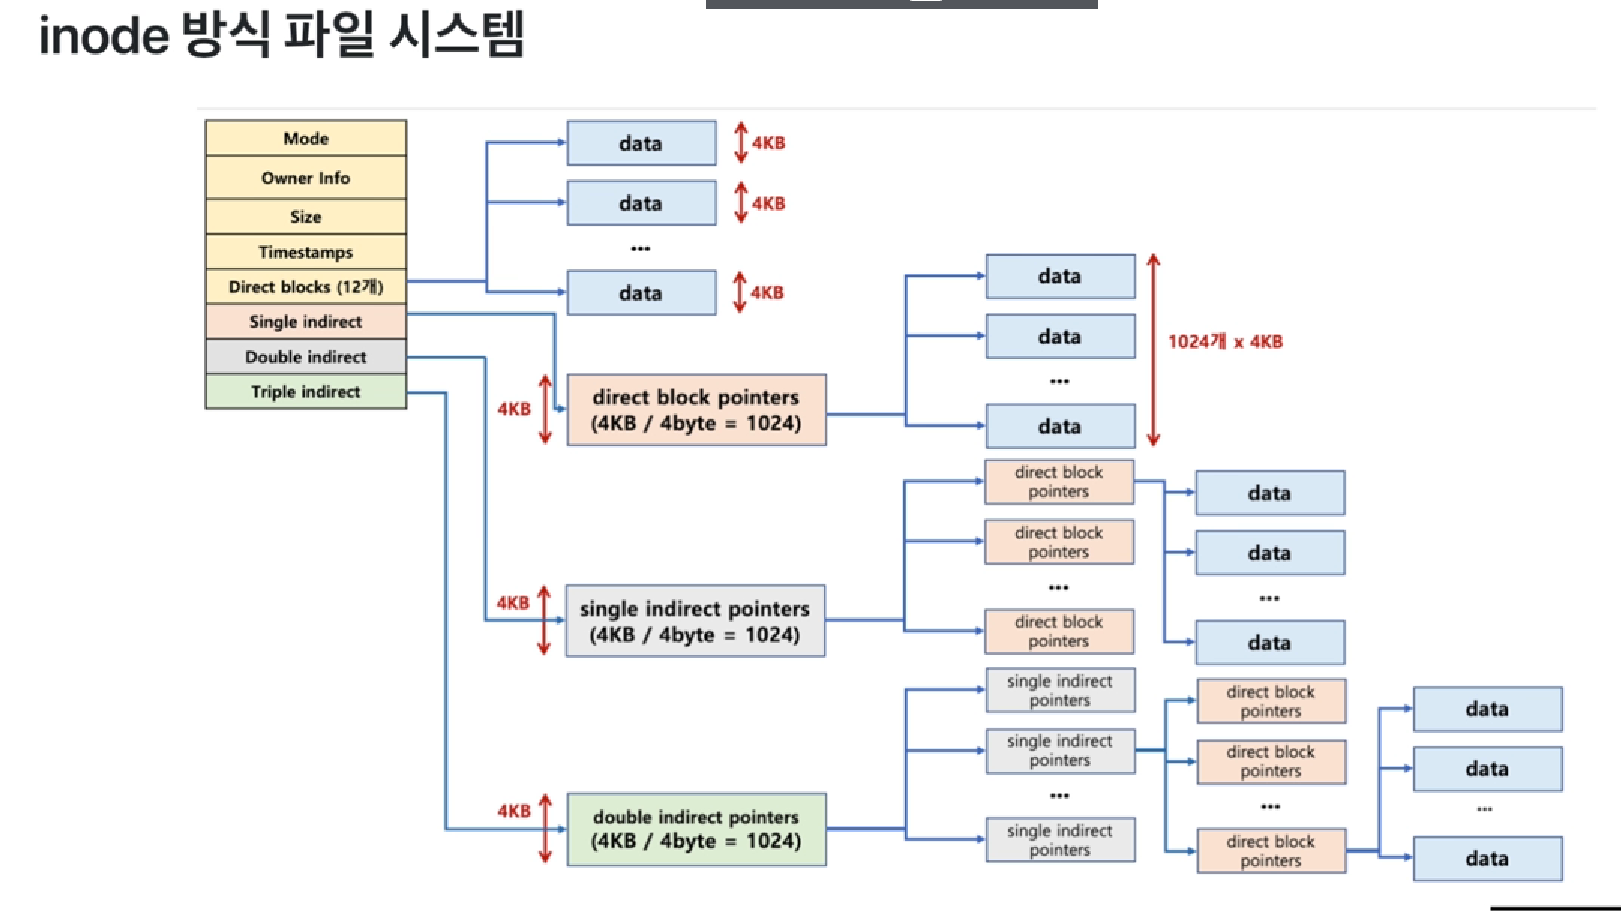 inode 방식 파일 시스템
Mode
Owner Info
Size
Timestamps
Direct blocks (12개)
Single indirect
Double indirect
Triple indirect
data
4KB
data
4KB
...
data
4KB
4KB
direct block pointers
(4KB / 4byte = 1024)
data
data
...
data
1024개 x 4KB
4KB
single indirect pointers
(4KB / 4byte = 1024)
direct block
pointers
direct block
pointers
...
direct block
pointers
data
data
...
data
4KB
double indirect pointers
(4KB / 4byte = 1024)
single indirect
pointers
single indirect
pointers
...
single indirect
pointers
direct block
pointers
direct block
pointers
...
direct block
pointers
data
data
...
data